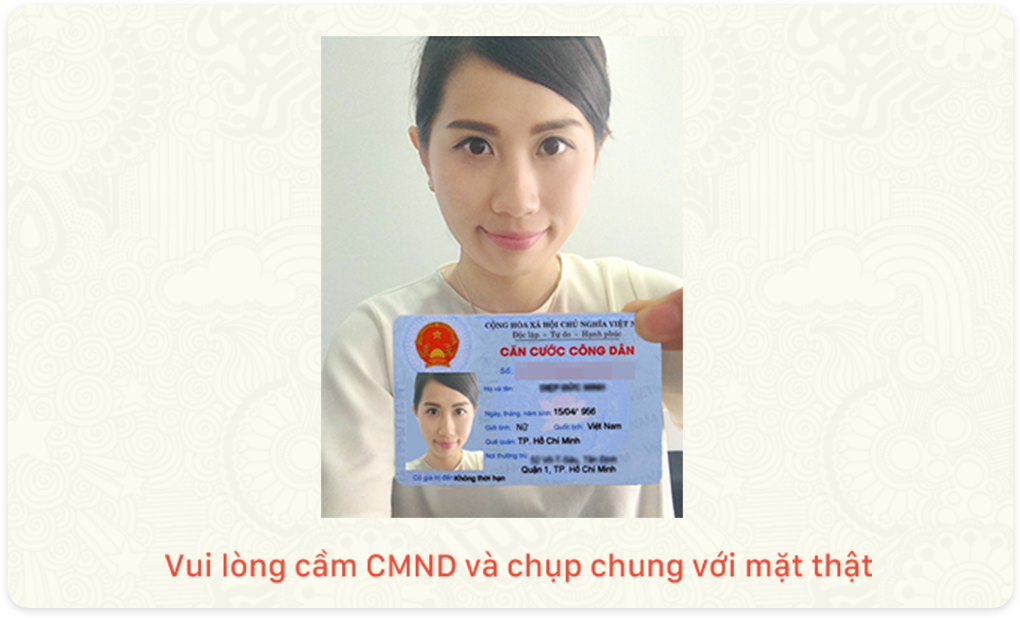 CỘNG HÒA XÃ HỘI CHỦ NGHĨA VIỆT N
Độc lập - Tự do - Hạnh phúc
CĂN CƯỚC CÔNG DÂN
Số:
Họ và tên:
Ngày, tháng, năm sinh: 15/04/ 956
Giới tính: Nữ Quốc tịch: Việt Nam
Quê quán: TP. Hồ Chí Minh
Nơi thường trú:
Quận 1, TP. Hồ Chí Minh
Có giá trị đến: Không thời hạn
Vui lòng cầm CMND và chụp chung với mặt thật